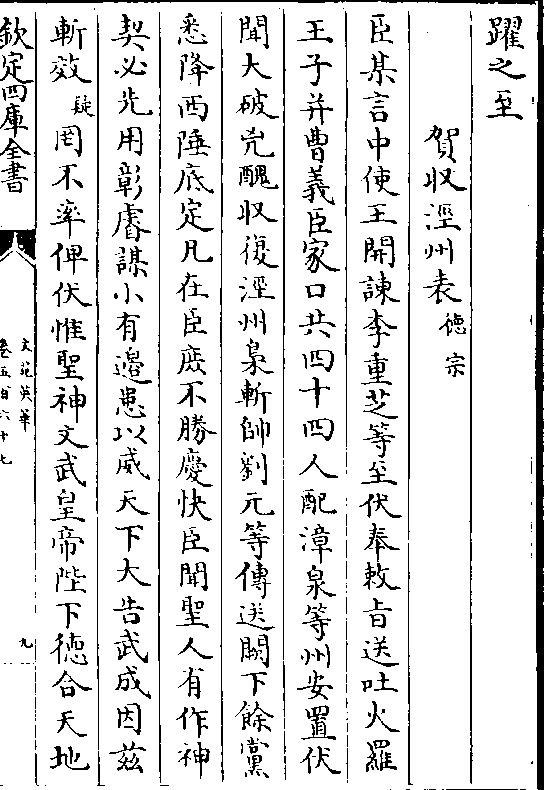 躍之至
賀収涇州表徳宗
臣某言中使王開諫李重芝等至伏奉敕旨送吐火羅
王子并曹義臣家口共四十四人配漳泉等州安置伏
聞大破兇醜収復涇州梟斬帥劉元等傳送闕下餘黨
悉降西陲底定凡在臣庶不勝慶快臣聞聖人有作神
契必先用彰睿謀小有邊患以威天下大告武成因兹
斬效疑罔不率俾伏惟聖神文武皇帝陛下徳合天地
欽定四庫全書
文苑英華
卷五百六十七
九